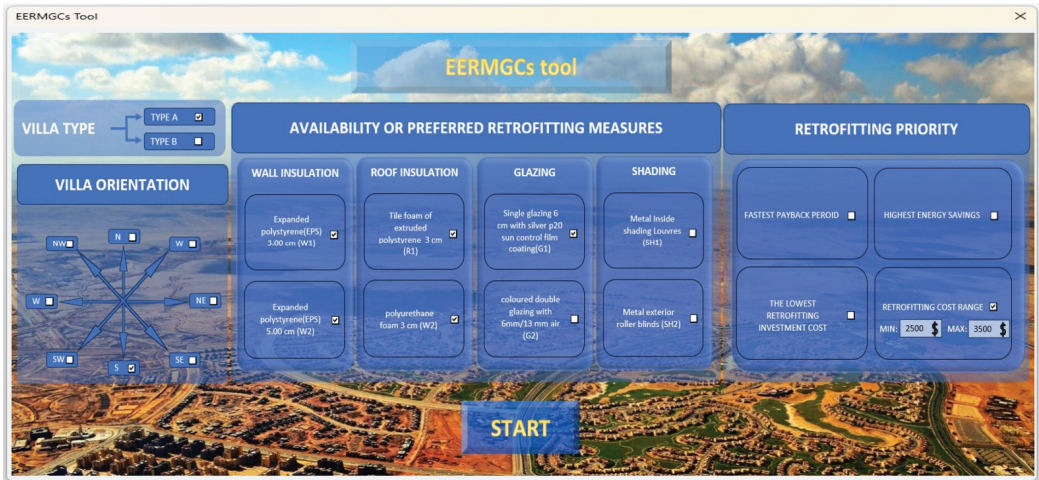 EERMGCs Tool
EERMGCs tool
VILLA TYPE
TYPE A
TYPE B
AVAILABILITY OR PREFERRED RETROFITTING MEASURES
RETROFITTING PRIORITY
VILLA ORIENTATION
NW
N
W
W
NE
SW
S
SE
WALL INSULATION
Expanded
polystyrene(EPS)
3.00 cm (W1)
Expanded
polystyrene(EPS)
5.00 cm (W2)
ROOF INSULATION
Tile foam of
extruded
polystyrene 3 cm
(R1)
polyurethane
foam 3 cm (W2)
GLAZING
Single glazing 6
cm with silver p20
sun control film
coating(G1)
coloured double
glazing with
6mm/13 mm air
(G2)
SHADING
Metal Inside
shading Louvres
(SH1)
Metal exterior
roller blinds (SH2)
FASTEST PAYBACK PEROID
HIGHEST ENERGY SAVINGS
THE LOWEST
RETROFITTING
INVESTMENT COST
RETROFITTING COST RANGE
MIN: 2500 $ MAX: 3500 $
START